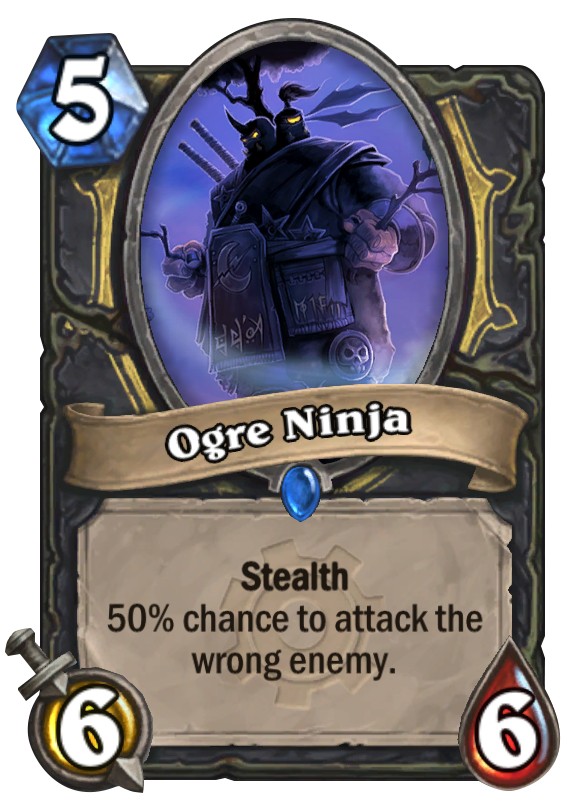 5
Ogre Ninja
Stealth
50% chance to attack the
wrong enemy.
6
6